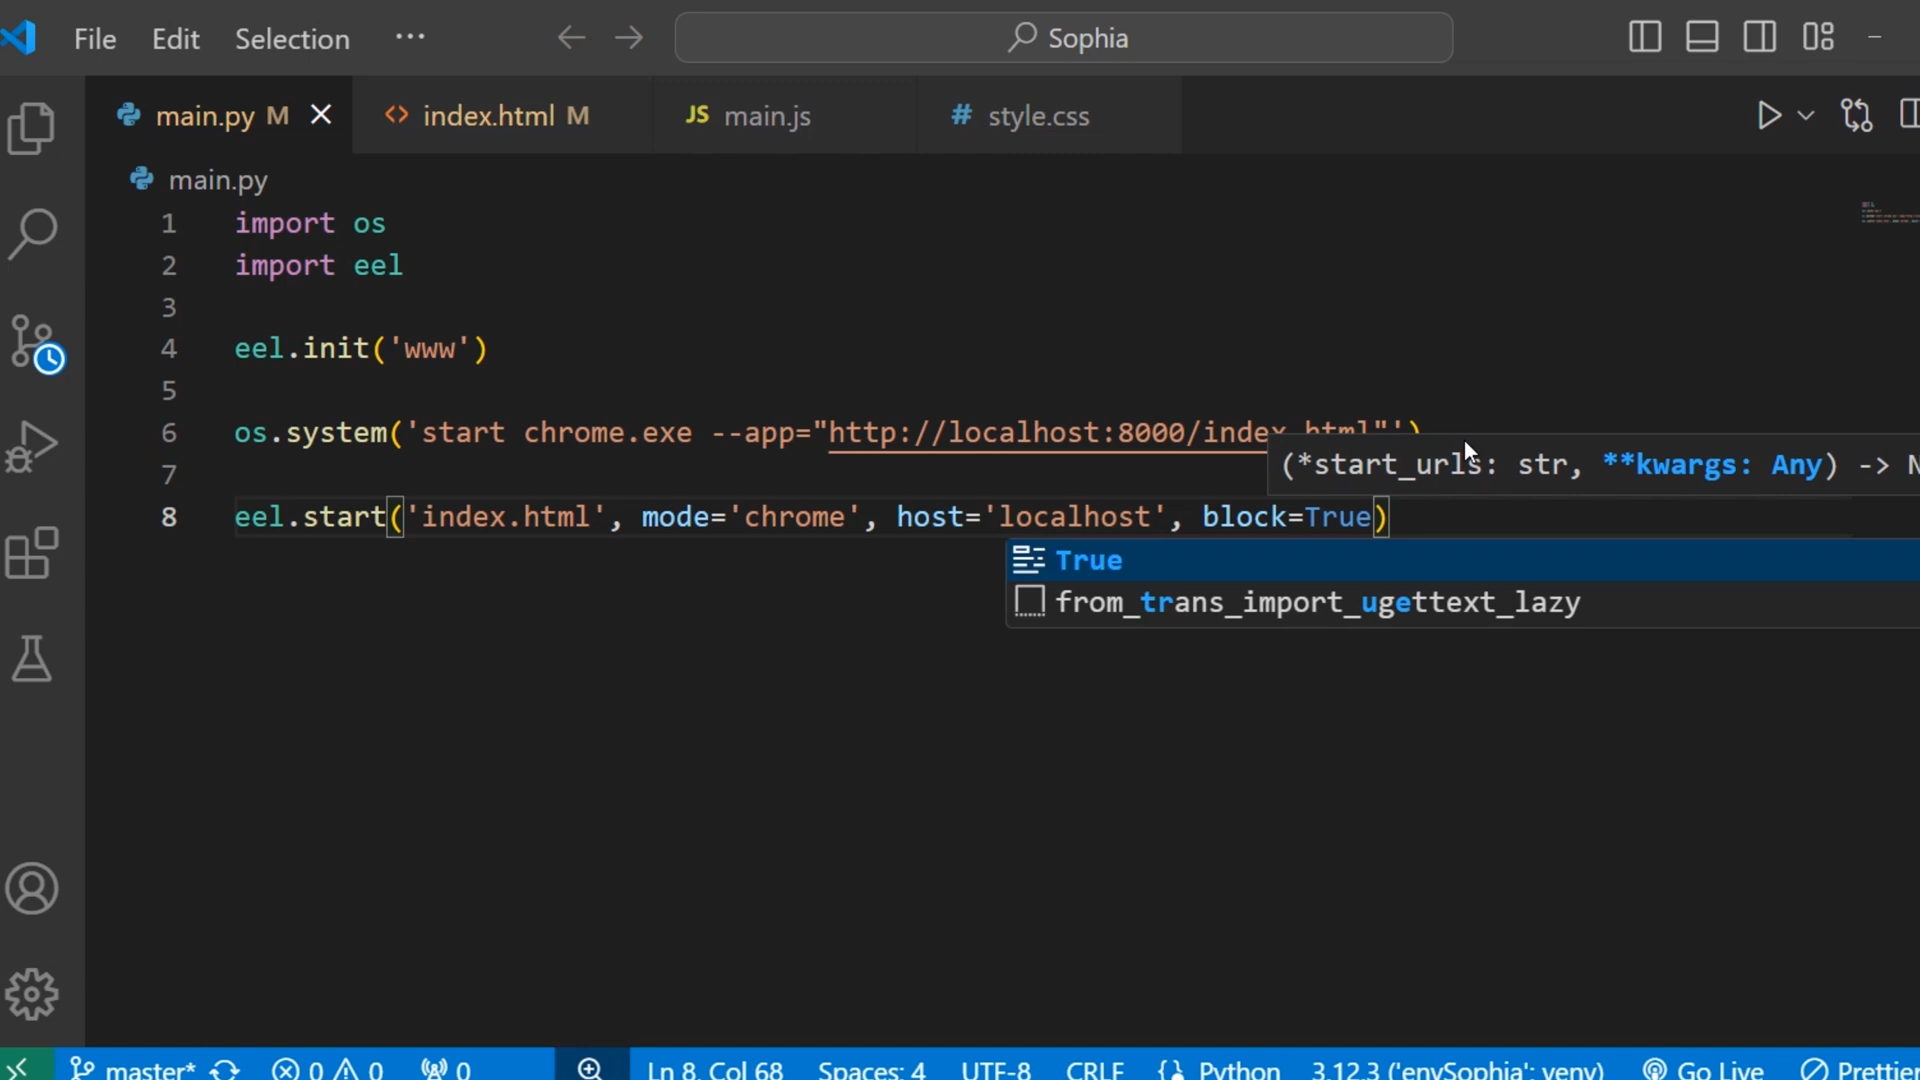 File Edit Selection ··· Sophia
main.py M index.html M JS main.js # style.css
main.py
1 import os
2 import eel
3
4 eel.init('www')
5
6 os.system('start chrome.exe --app="http://localhost:8000/index.html"')
(*start_urls: str, **kwargs: Any) -> N
7
8 eel.start('index.html', mode='chrome', host='localhost', block=True)
True
from_trans_import_ugettext_lazy
master* 0 0 0 Ln 8, Col 68 Spaces: 4 UTF-8 CRLF {} Python 3.12.3 ('envSophia': venv) Go Live Prettier